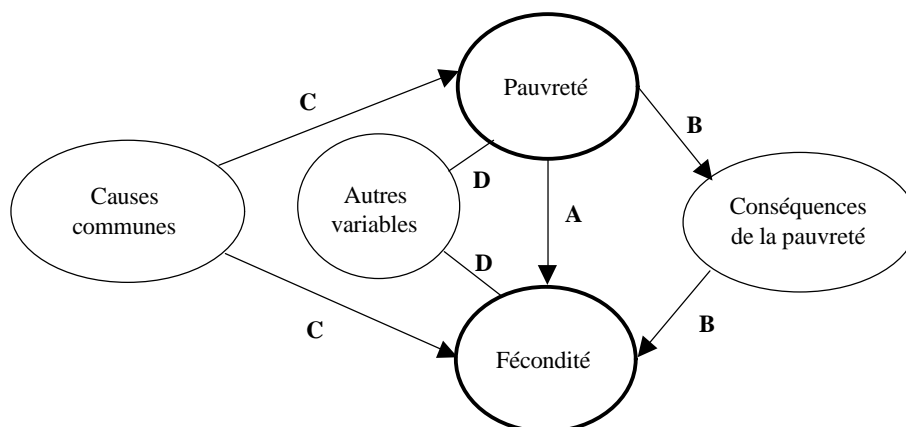 Pauvreté
C
B
Causes
communes
Autres
variables
D
A
Conséquences
de la pauvreté
D
C
B
Fécondité